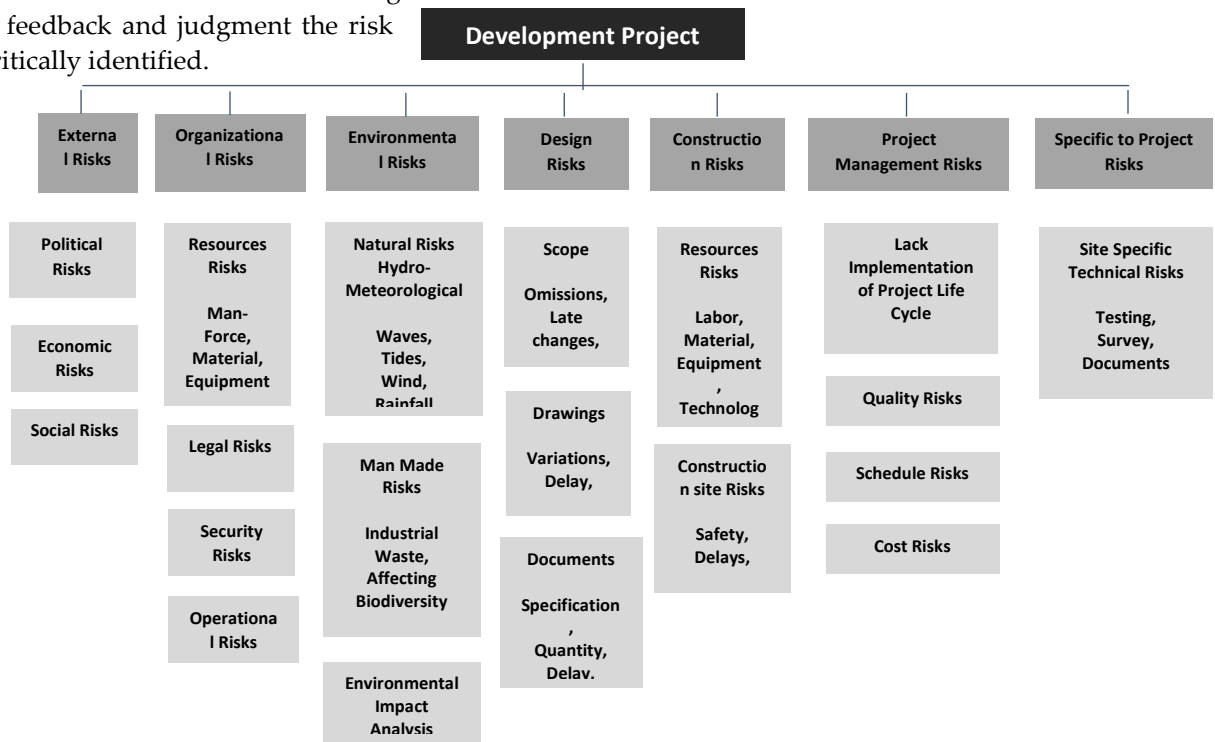 feedback and judgment the risk
ritically identified.
Development Project
Externa
l Risks
Organizationa
l Risks
Environmenta
l Risks
Design
Risks
Constructio
n Risks
Project
Management Risks
Specific to Project
Risks
Political
Risks
Economic
Risks
Social Risks
Resources
Risks
Man-
Force,
Material,
Equipment
Legal Risks
Security
Risks
Operationa
l Risks
Natural Risks
Hydro-
Meteorological
Waves,
Tides,
Wind,
Rainfall
Man Made
Risks
Industrial
Waste,
Affecting
Biodiversity
Environmental
Impact
Analysis
Scope
Omissions,
Late
changes,
Drawings
Variations,
Delay,
Documents
Specification
,
Quantity,
Delay.
Resources
Risks
Labor,
Material,
Equipment
,
Technolog
Constructio
n site Risks
Safety,
Delays,
Lack
Implementation
of Project Life
Cycle
Quality Risks
Schedule Risks
Cost Risks
Site Specific
Technical Risks
Testing,
Survey,
Documents